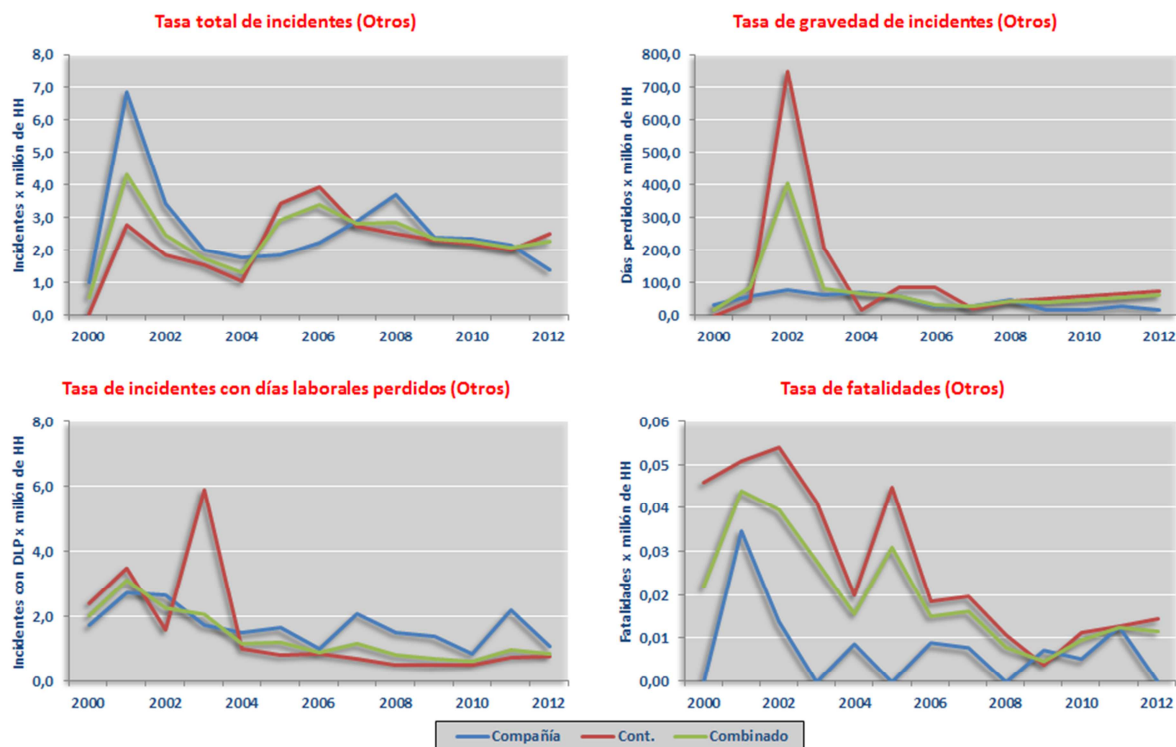 Tasa total de incidentes (Otros)
Incidentes x millón de HH
8,0
7,0
6,0
5,0
4,0
3,0
2,0
1,0
0,0
2000 2002 2004 2006 2008 2010 2012
Tasa de gravedad de incidentes (Otros)
Días perdidos x millón de HH
800,0
700,0
600,0
500,0
400,0
300,0
200,0
100,0
0,0
2000 2002 2004 2006 2008 2010 2012
Tasa de incidentes con días laborales perdidos (Otros)
Incidentes con DLP x millón de HH
8,0
6,0
4,0
2,0
0,0
2000 2002 2004 2006 2008 2010 2012
Tasa de fatalidades (Otros)
Fatalidades x millón de HH
0,06
0,05
0,04
0,03
0,02
0,01
0,00
2000 2002 2004 2006 2008 2010 2012
Compañía Cont. Combinado